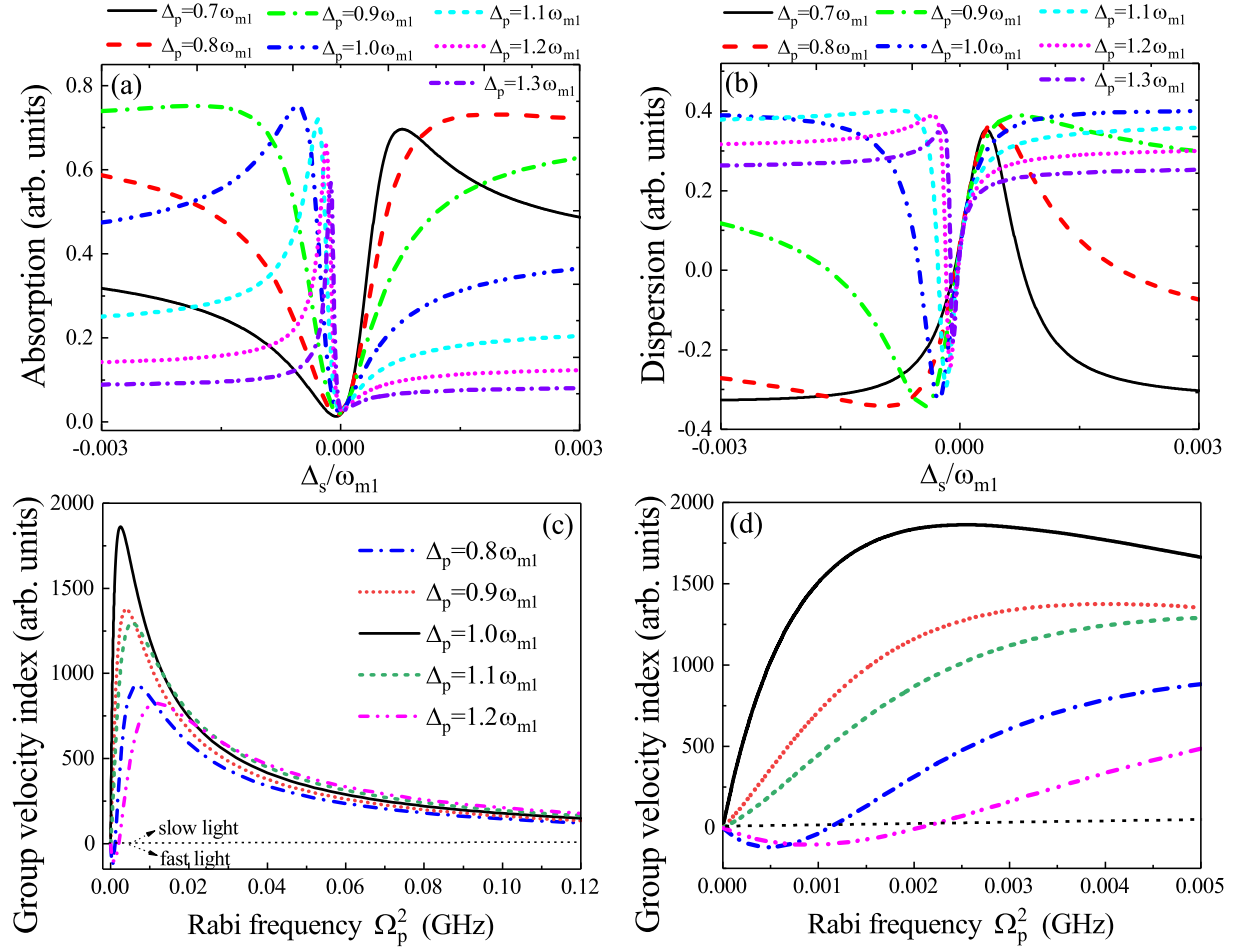 Δp=0.7ωm1 Δp=0.9ωm1 Δp=1.1ωm1
Δp=0.8ωm1 Δp=1.0ωm1 Δp=1.2ωm1
Δp=1.3ωm1
(a)
Absorption (arb. units)
0.8
0.6
0.4
0.2
0.0
-0.003 0.000 0.003
Δs/ωm1
Δp=0.7ωm1 Δp=0.9ωm1 Δp=1.1ωm1
Δp=0.8ωm1 Δp=1.0ωm1 Δp=1.2ωm1
Δp=1.3ωm1
(b)
Dispersion (arb. units)
0.4
0.2
0.0
-0.2
-0.4
-0.003 0.000 0.003
Δs/ωm1
(c)
Group velocity index (arb. units)
2000
1500
1000
500
0
Δp=0.8ωm1
Δp=0.9ωm1
Δp=1.0ωm1
Δp=1.1ωm1
Δp=1.2ωm1
slow light
fast light
0.00 0.02 0.04 0.06 0.08 0.10 0.12
Rabi frequency Ωp² (GHz)
(d)
Group velocity index (arb. units)
2000
1500
1000
500
0
0.000 0.001 0.002 0.003 0.004 0.005
Rabi frequency Ωp² (GHz)